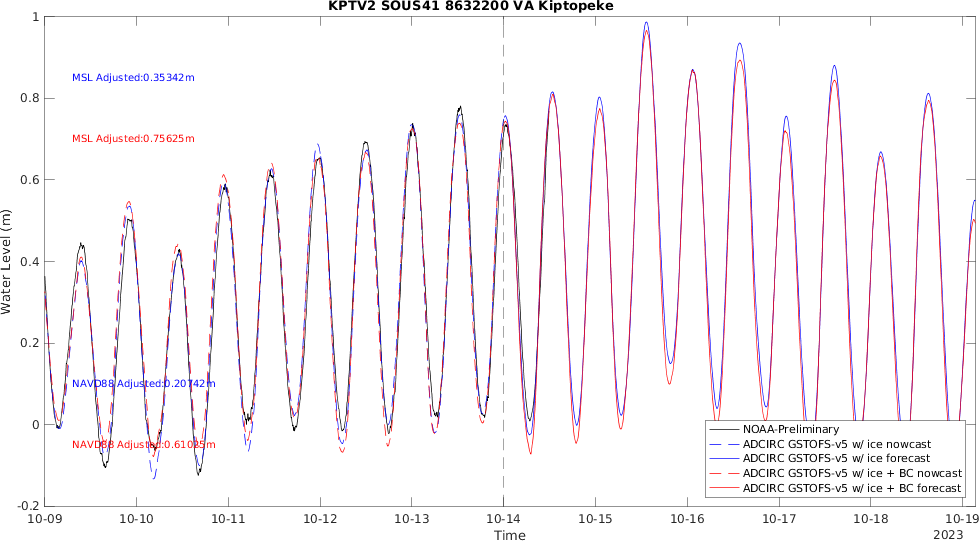 KPTV2 SOUS41 8632200 VA Kiptopeke
1
0.8
0.6
0.4
0.2
0
-0.2
Water Level (m)
MSL Adjusted:0.35342m
MSL Adjusted:0.75625m
NAVD88 Adjusted:0.20742m
NAVD88 Adjusted:0.61025m
NOAA-Preliminary
ADCIRC GSTOFS-v5 w/ ice nowcast
ADCIRC GSTOFS-v5 w/ ice forecast
ADCIRC GSTOFS-v5 w/ ice + BC nowcast
ADCIRC GSTOFS-v5 w/ ice + BC forecast
10-09 10-10 10-11 10-12 10-13 10-14 10-15 10-16 10-17 10-18 10-19
Time
2023